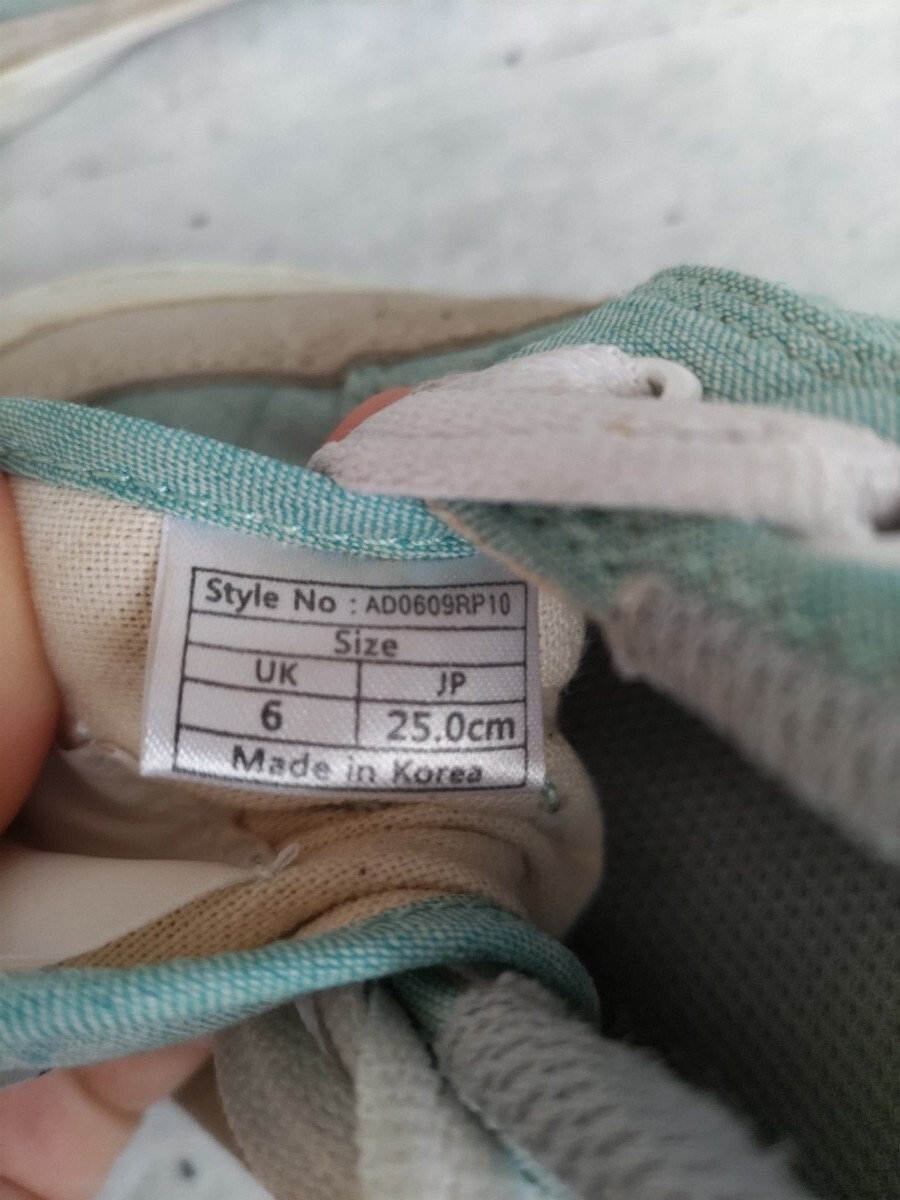 Style No : AD0609RP10
Size
UK JP
6 25.0cm
Made in Korea